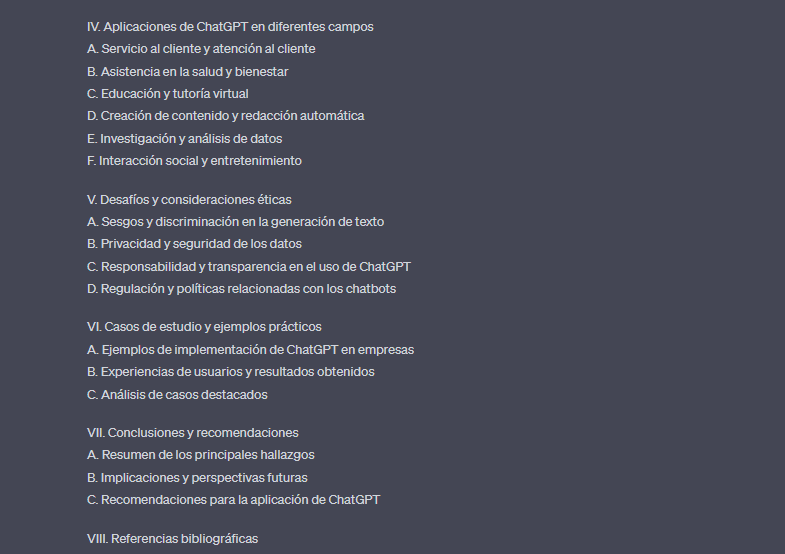 IV. Aplicaciones de ChatGPT en diferentes campos
A. Servicio al cliente y atención al cliente
B. Asistencia en la salud y bienestar
C. Educación y tutoría virtual
D. Creación de contenido y redacción automática
E. Investigación y análisis de datos
F. Interacción social y entretenimiento
V. Desafíos y consideraciones éticas
A. Sesgos y discriminación en la generación de texto
B. Privacidad y seguridad de los datos
C. Responsabilidad y transparencia en el uso de ChatGPT
D. Regulación y políticas relacionadas con los chatbots
VI. Casos de estudio y ejemplos prácticos
A. Ejemplos de implementación de ChatGPT en empresas
B. Experiencias de usuarios y resultados obtenidos
C. Análisis de casos destacados
VII. Conclusiones y recomendaciones
A. Resumen de los principales hallazgos
B. Implicaciones y perspectivas futuras
C. Recomendaciones para la aplicación de ChatGPT
VIII. Referencias bibliográficas